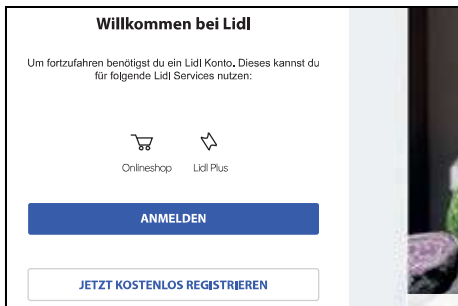 Willkommen bei Lidl
Um fortzufahren benötigst du ein Lidl Konto. Dieses kannst du
für folgende Lidl Services nutzen:
Onlineshop Lidl Plus
ANMELDEN
JETZT KOSTENLOS REGISTRIEREN